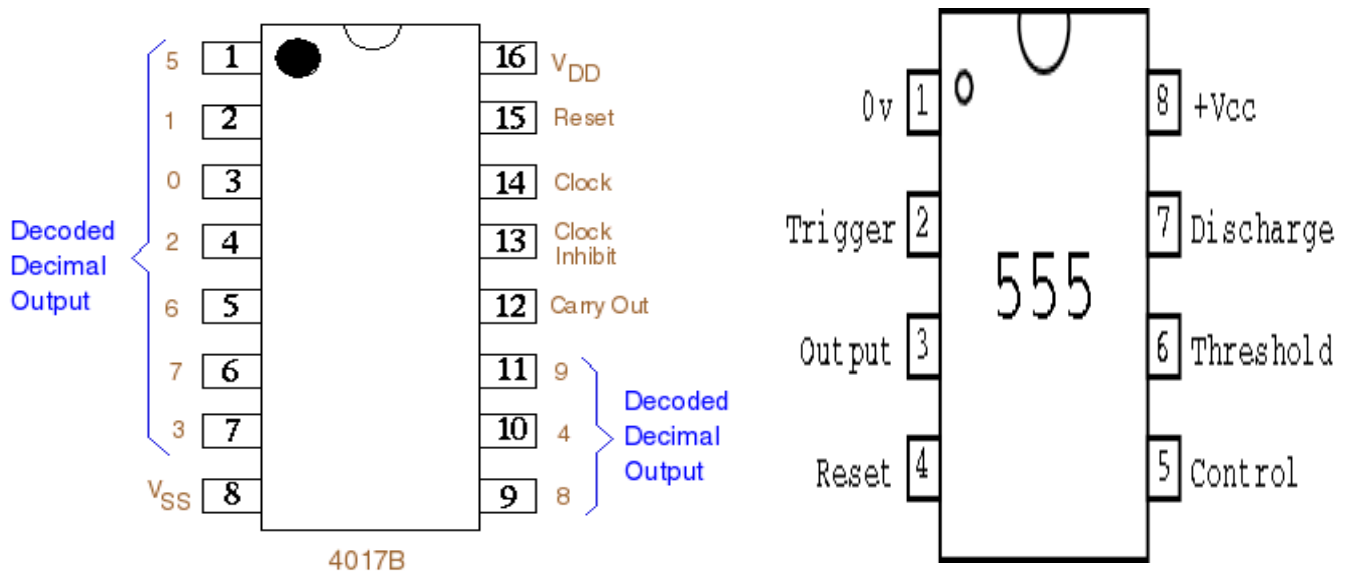 5 1
1 2
0 3
2 4
6 5
7 6
3 7
VSS 8
Decoded
Decimal
Output
16 VDD
15 Reset
14 Clock
13 Clock
Inhibit
12 Carry Out
11 9
10 4
9 8
Decoded
Decimal
Output
4017B
0v 1
Trigger 2
Output 3
Reset 4
555
8 +Vcc
7 Discharge
6 Threshold
5 Control